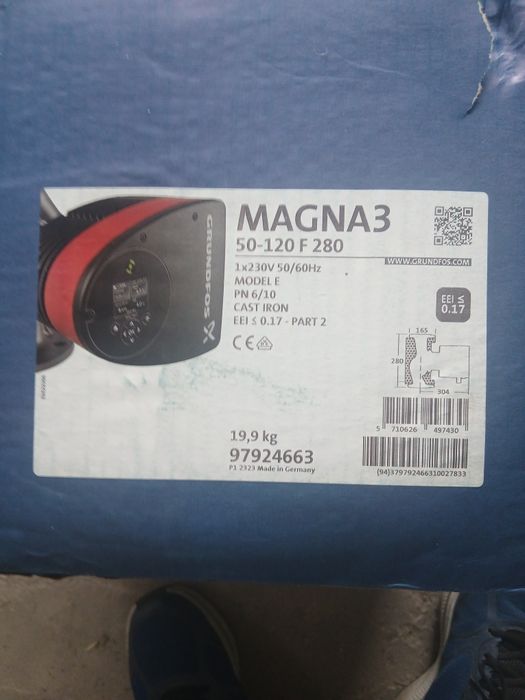 GRUNDFOS
MAGNA3
50-120 F 280
1x230V 50/60Hz
MODEL E
PN 6/10
CAST IRON
EEI ≤ 0.17 - PART 2
CE
WWW.GRUNDFOS.COM
EEI ≤
0.17
165
280
304
5 710626 497430
19,9 kg
97924663
P1 2323 Made in Germany
(94)379792466310027833